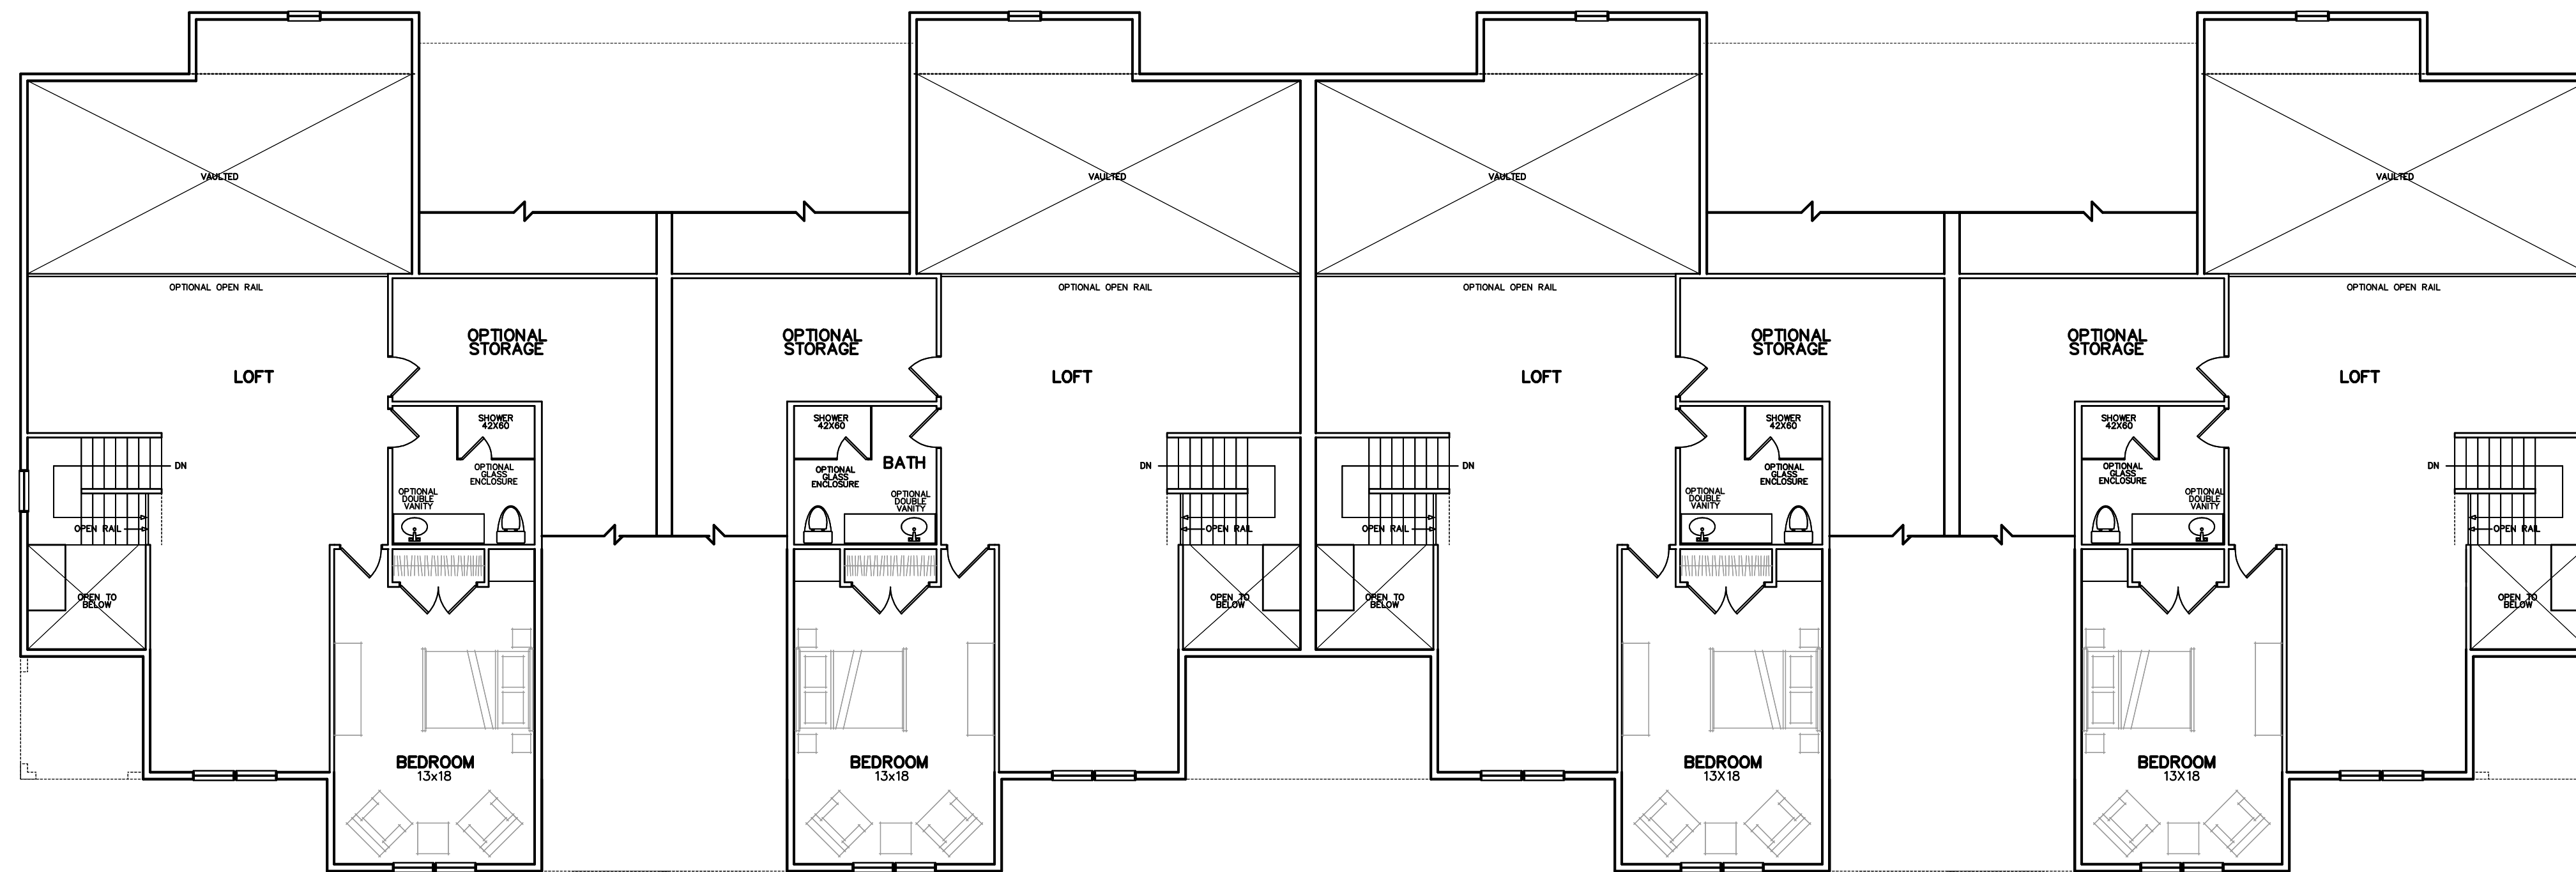 VAULTED
VAULTED
VAULTED
VAULTED
OPTIONAL OPEN RAIL
OPTIONAL OPEN RAIL
OPTIONAL OPEN RAIL
OPTIONAL OPEN RAIL
OPTIONAL
STORAGE
OPTIONAL
STORAGE
OPTIONAL
STORAGE
OPTIONAL
STORAGE
LOFT
LOFT
LOFT
LOFT
SHOWER
42X60
SHOWER
42X60
SHOWER
42X60
SHOWER
42X60
DN
OPTIONAL
GLASS
ENCLOSURE
OPTIONAL
GLASS
ENCLOSURE
BATH
DN
DN
OPTIONAL
GLASS
ENCLOSURE
OPTIONAL
GLASS
ENCLOSURE
DN
OPTIONAL
DOUBLE
VANITY
OPTIONAL
DOUBLE
VANITY
OPTIONAL
DOUBLE
VANITY
OPTIONAL
DOUBLE
VANITY
OPEN RAIL
OPEN RAIL
OPEN RAIL
OPEN RAIL
OPEN TO
BELOW
OPEN TO
BELOW
OPEN TO
BELOW
OPEN TO
BELOW
BEDROOM
13x18
BEDROOM
13x18
BEDROOM
13X18
BEDROOM
13X18